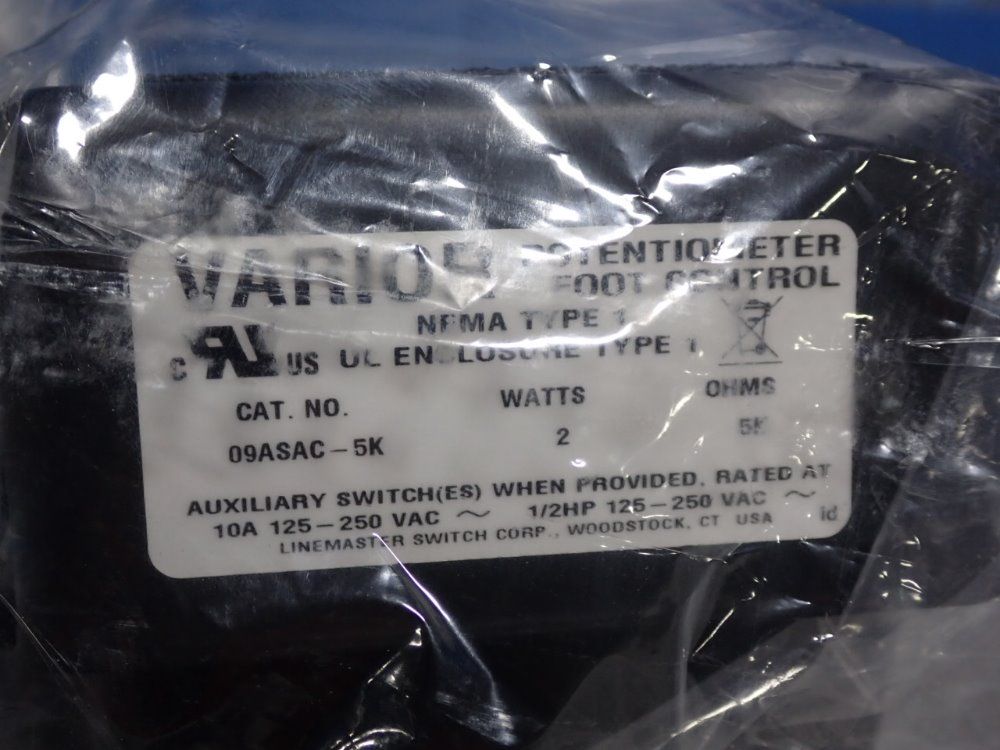 VARIOR POTENTIOMETER
FOOT CONTROL
NEMA TYPE 1
C US UL ENCLOSURE TYPE 1
CAT. NO. WATTS OHMS
09ASAC-5K 2 5K
AUXILIARY SWITCH(ES) WHEN PROVIDED, RATED AT
10A 125-250 VAC ~ 1/2HP 125-250 VAC ~
LINEMASTER SWITCH CORP., WOODSTOCK, CT USA id